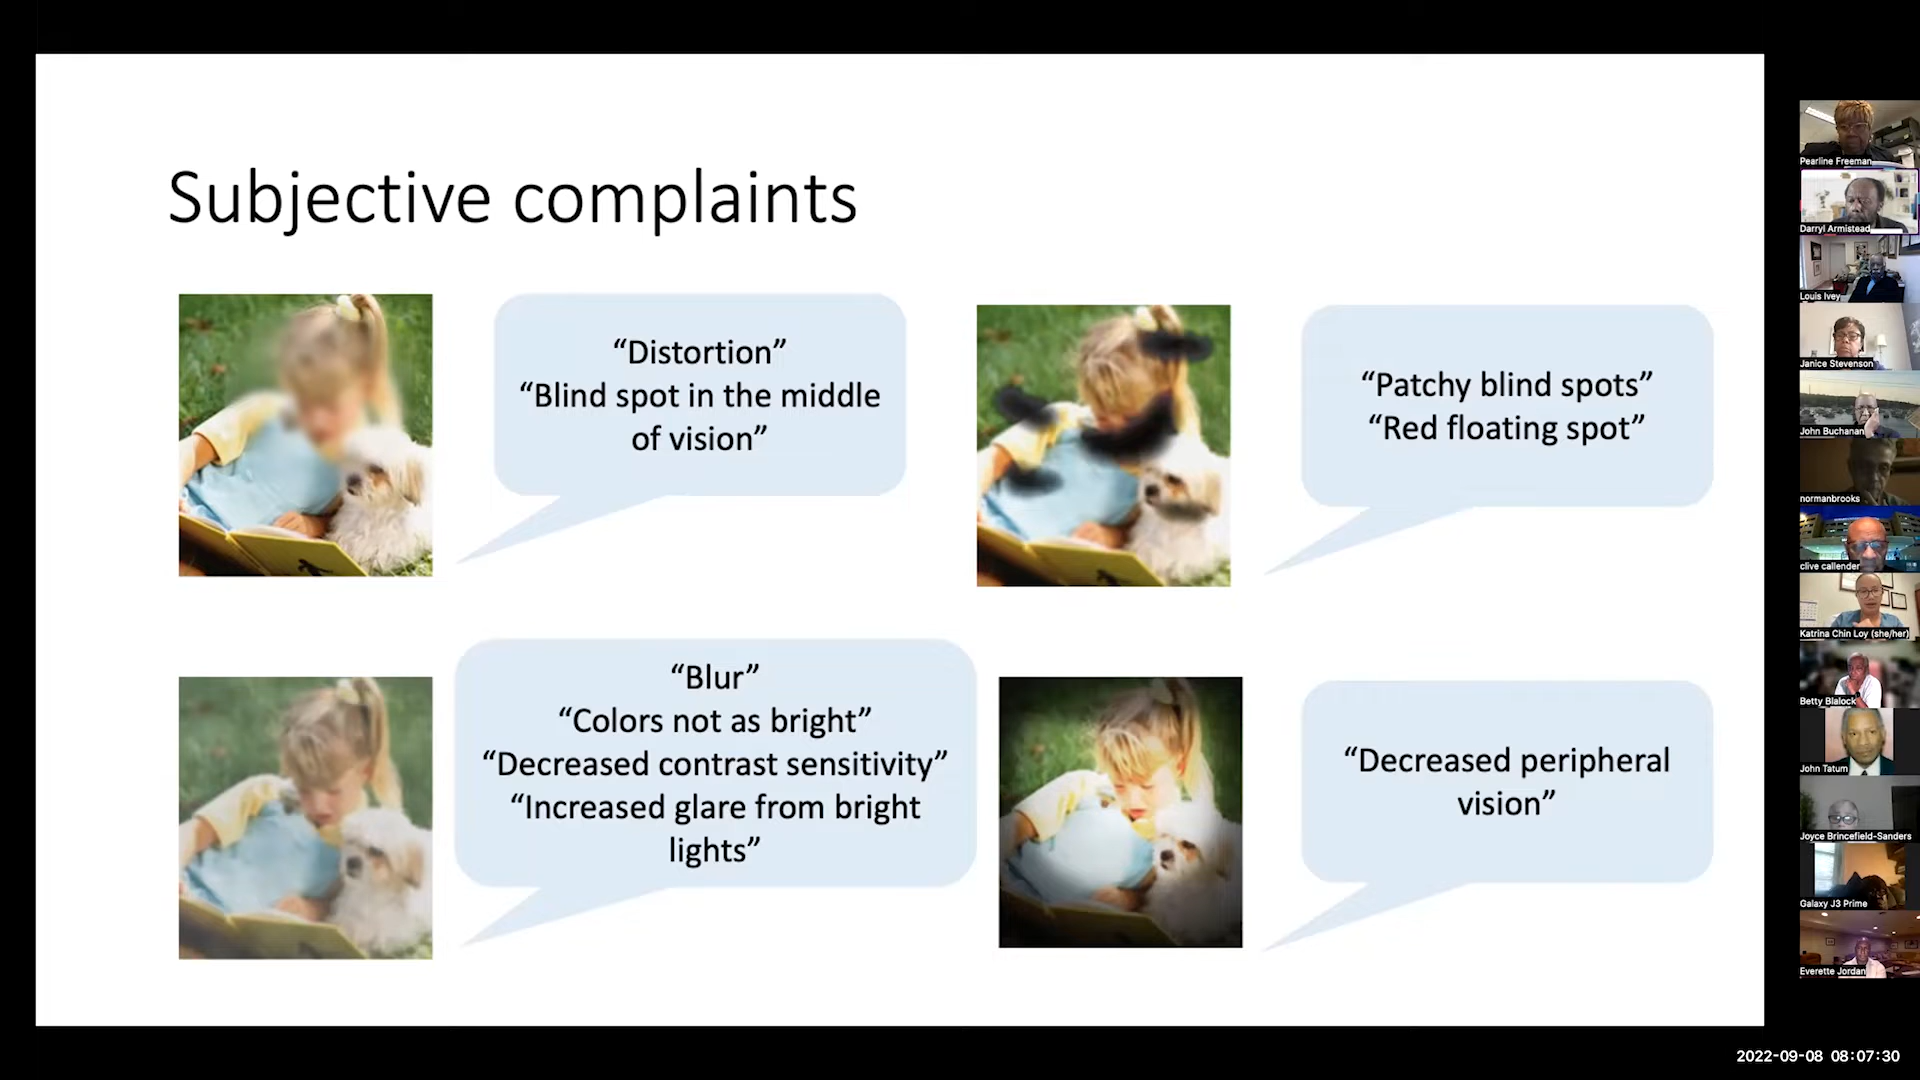 Subjective complaints
“Distortion”
“Blind spot in the middle
of vision”
“Patchy blind spots”
“Red floating spot”
“Blur”
“Colors not as bright”
“Decreased contrast sensitivity”
“Increased glare from bright
lights”
“Decreased peripheral
vision”
Pearline Freeman
Darryl Armistead
Louis Ivey
Janice Stevenson
John Buchanan
normanbrooks
clive callender
Katrina Chin Loy (she/her)
Betty Blalock
John Tatum
Joyce Brincefield-Sanders
Galaxy J3 Prime
Everette Jordan
2022-09-08 08:07:30